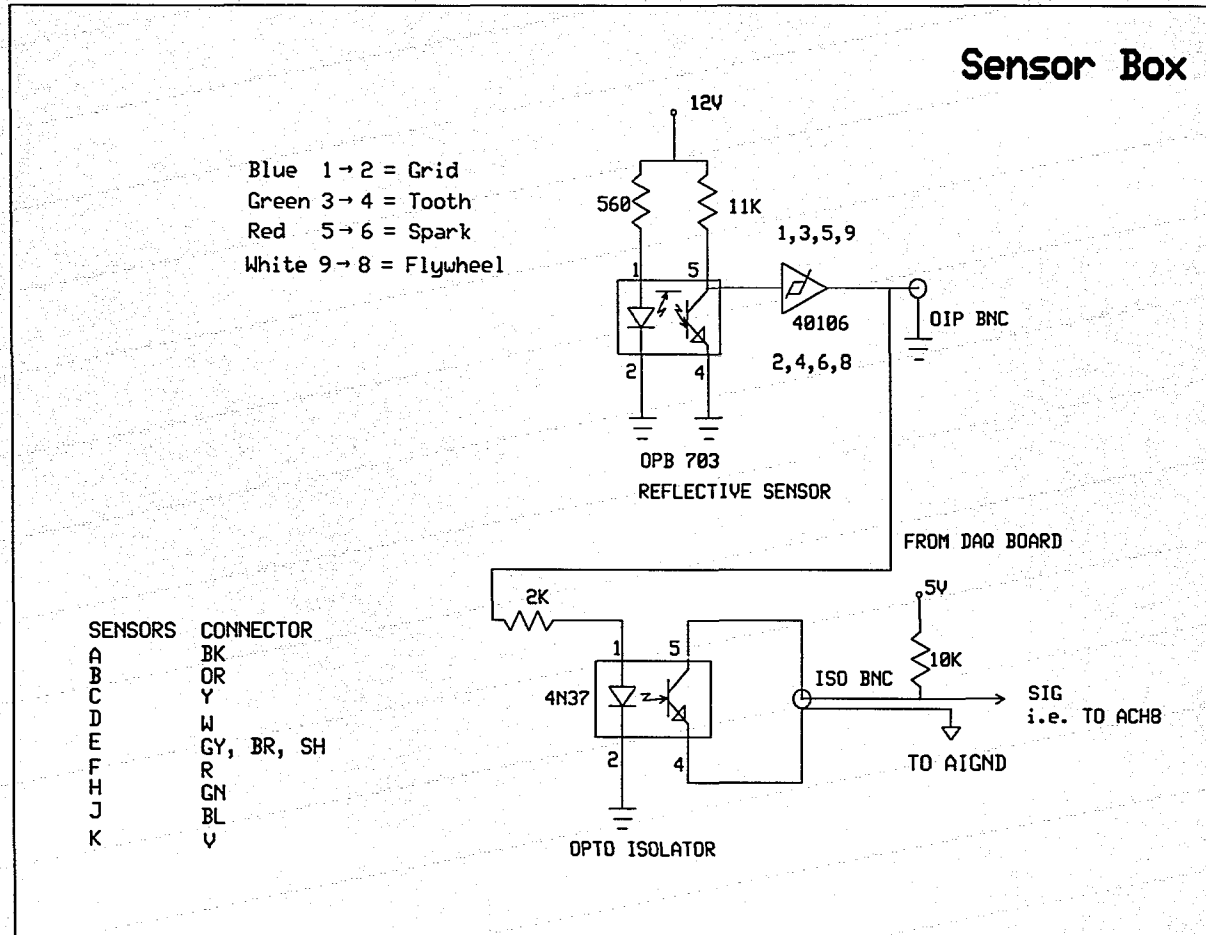 Sensor Box
12V
Blue 1→2 = Grid
Green 3→4 = Tooth
Red 5→6 = Spark
White 9→8 = Flywheel
560
11K
1,3,5,9
1
5
40106
OIP BNC
2
4
2,4,6,8
OPB 703
REFLECTIVE SENSOR
FROM DAQ BOARD
2K
5V
SENSORS CONNECTOR
A BK
B OR
C Y
D W
E GY, BR, SH
F R
H GN
J BL
K V
1
5
10K
4N37
ISO BNC
SIG
i.e. TO ACH8
2
4
TO AIGND
OPTO ISOLATOR